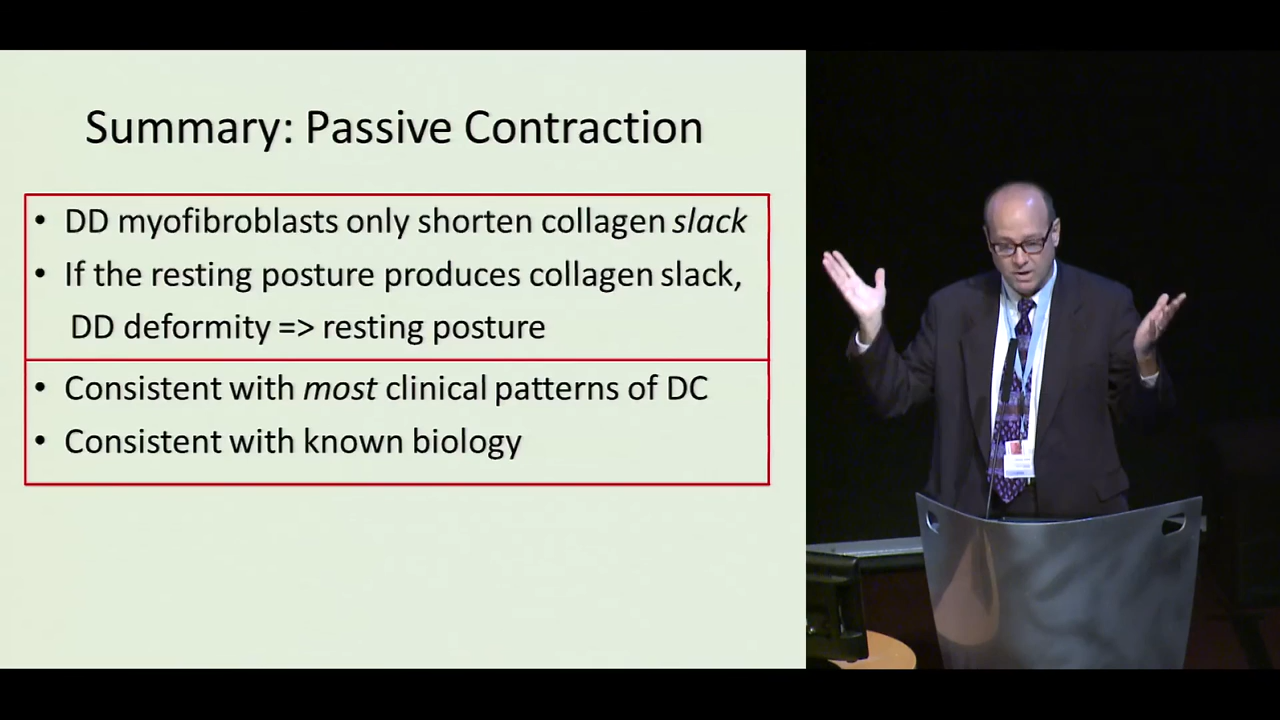 Summary: Passive Contraction
• DD myofibroblasts only shorten collagen slack
• If the resting posture produces collagen slack,
DD deformity => resting posture
• Consistent with most clinical patterns of DC
• Consistent with known biology